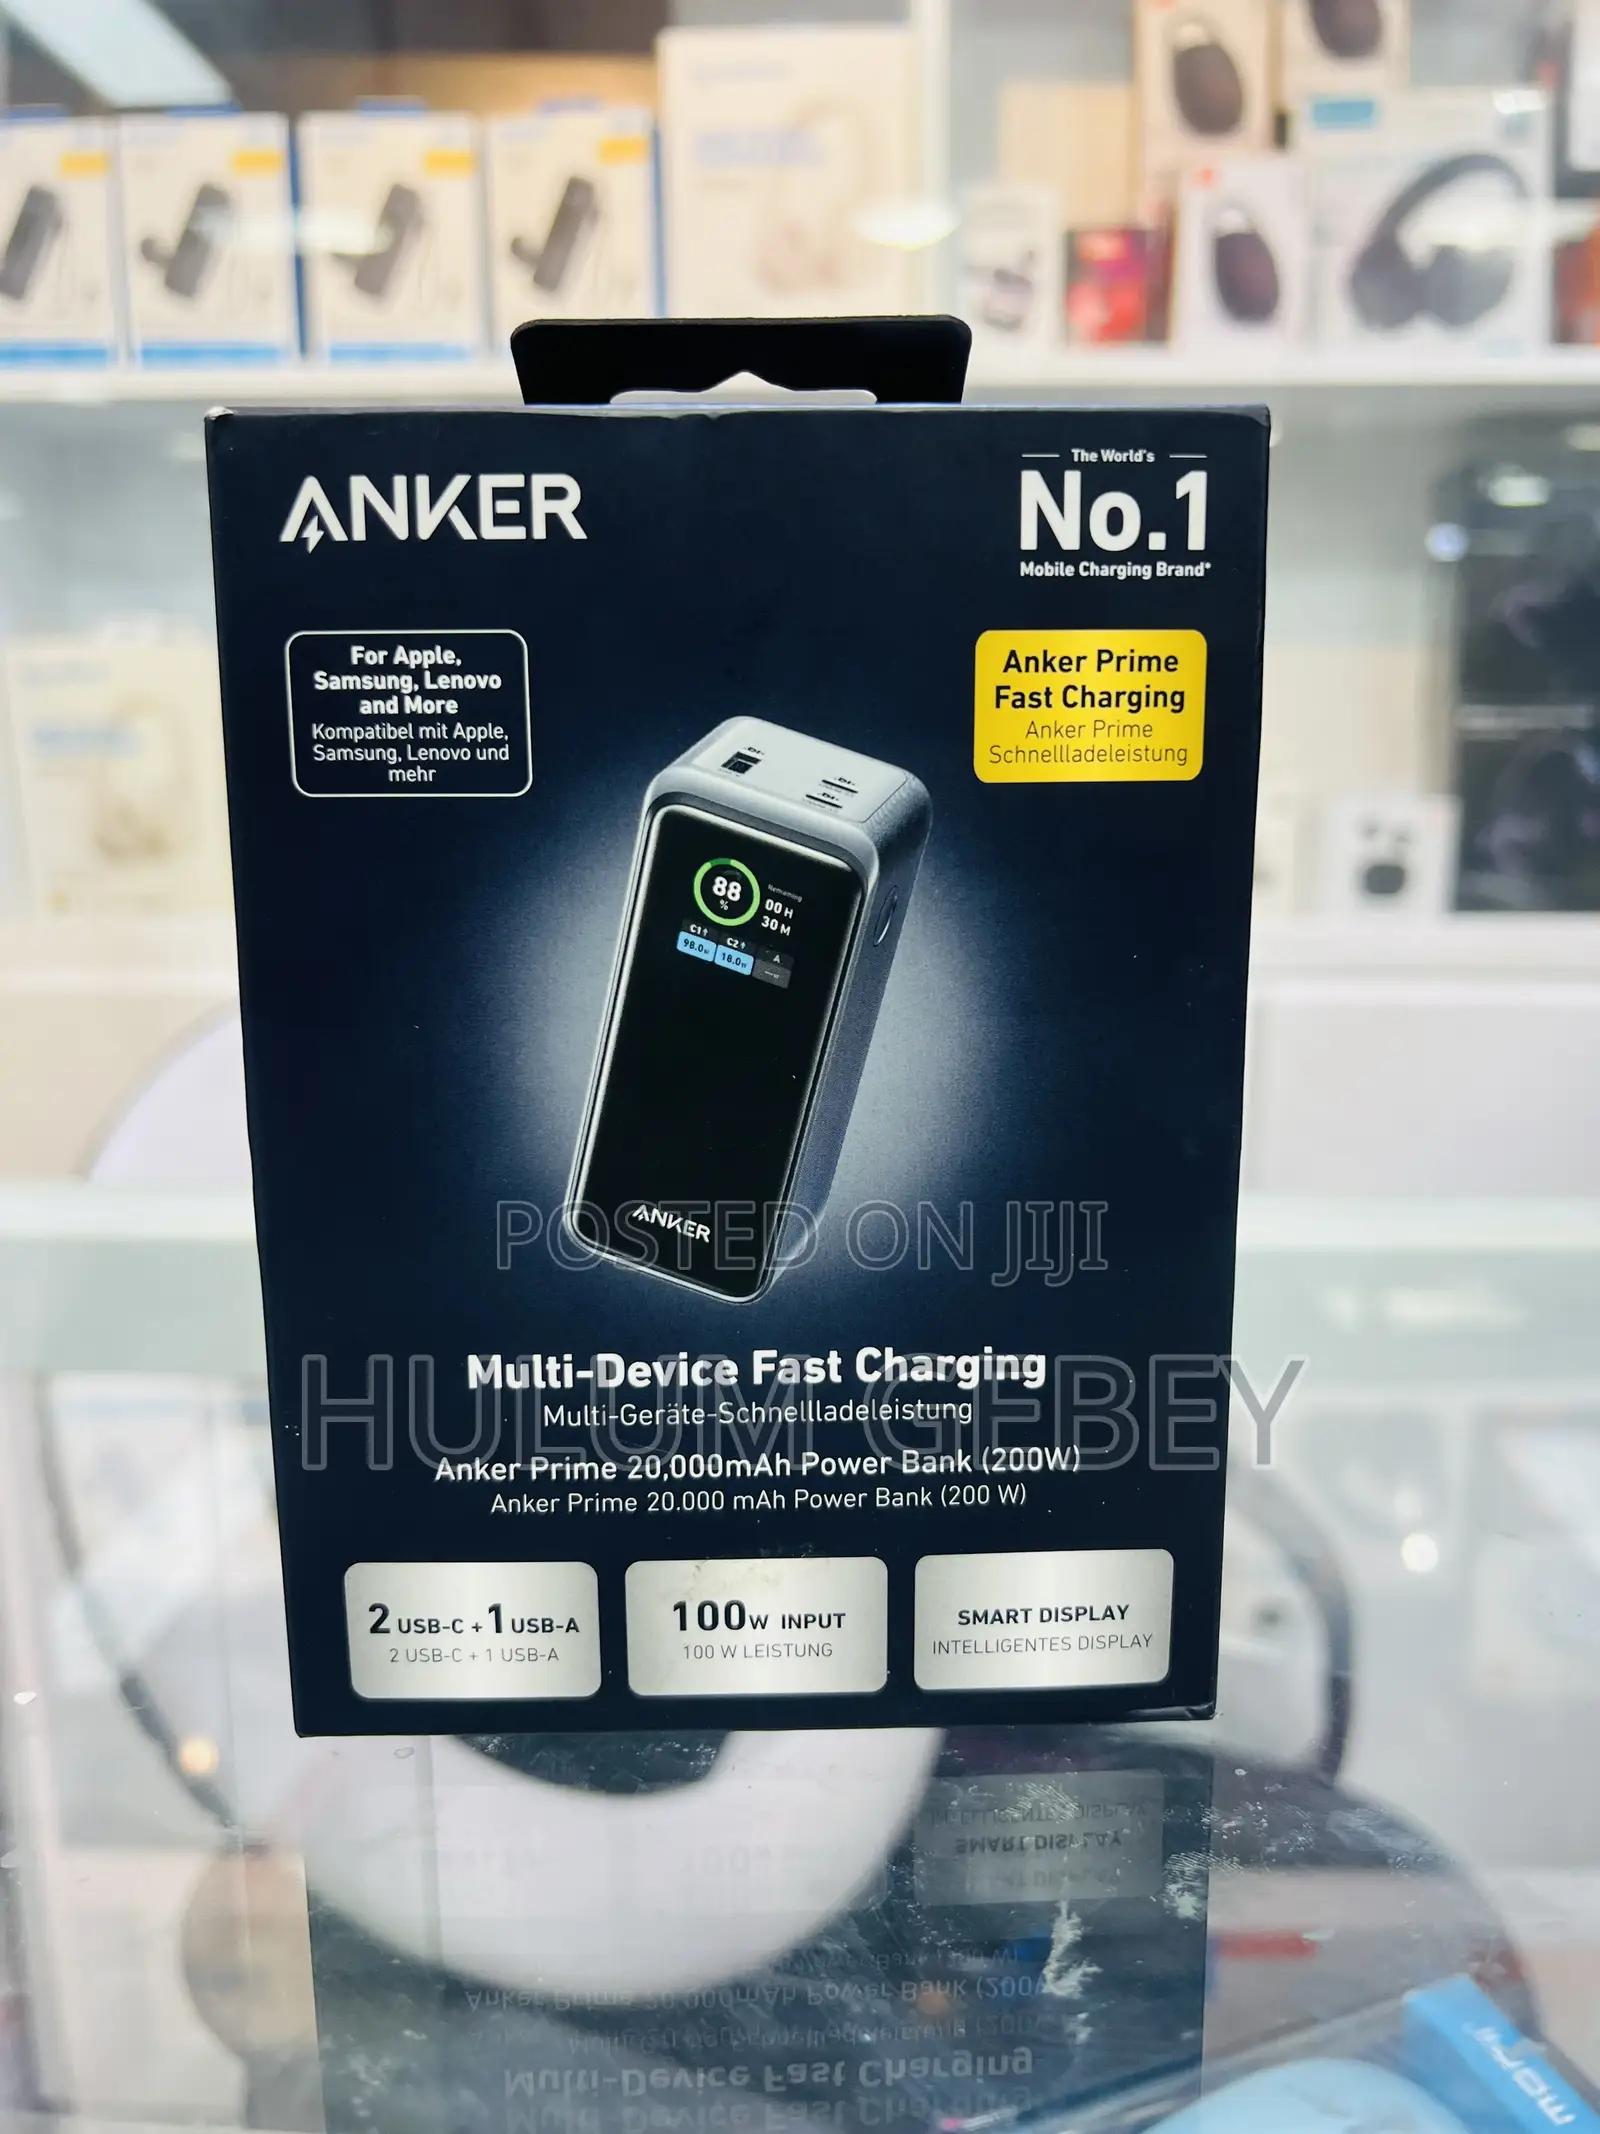 ANKER
The World's
No.1
Mobile Charging Brand*
For Apple,
Samsung, Lenovo
and More
Kompatibel mit Apple,
Samsung, Lenovo und
mehr
Anker Prime
Fast Charging
Anker Prime
Schnellladeleistung
88
%
Remaining
00 H
30 M
C1↑
C2↑
A
98.0W
18.0W
ANKER
POSTED ON JIJI
Multi-Device Fast Charging
HULUM GEBEY
Multi-Geräte-Schnellladeleistung
Anker Prime 20,000mAh Power Bank (200W)
Anker Prime 20.000 mAh Power Bank (200 W)
2 USB-C + 1 USB-A
2 USB-C + 1 USB-A
100W INPUT
100 W LEISTUNG
SMART DISPLAY
INTELLIGENTES DISPLAY